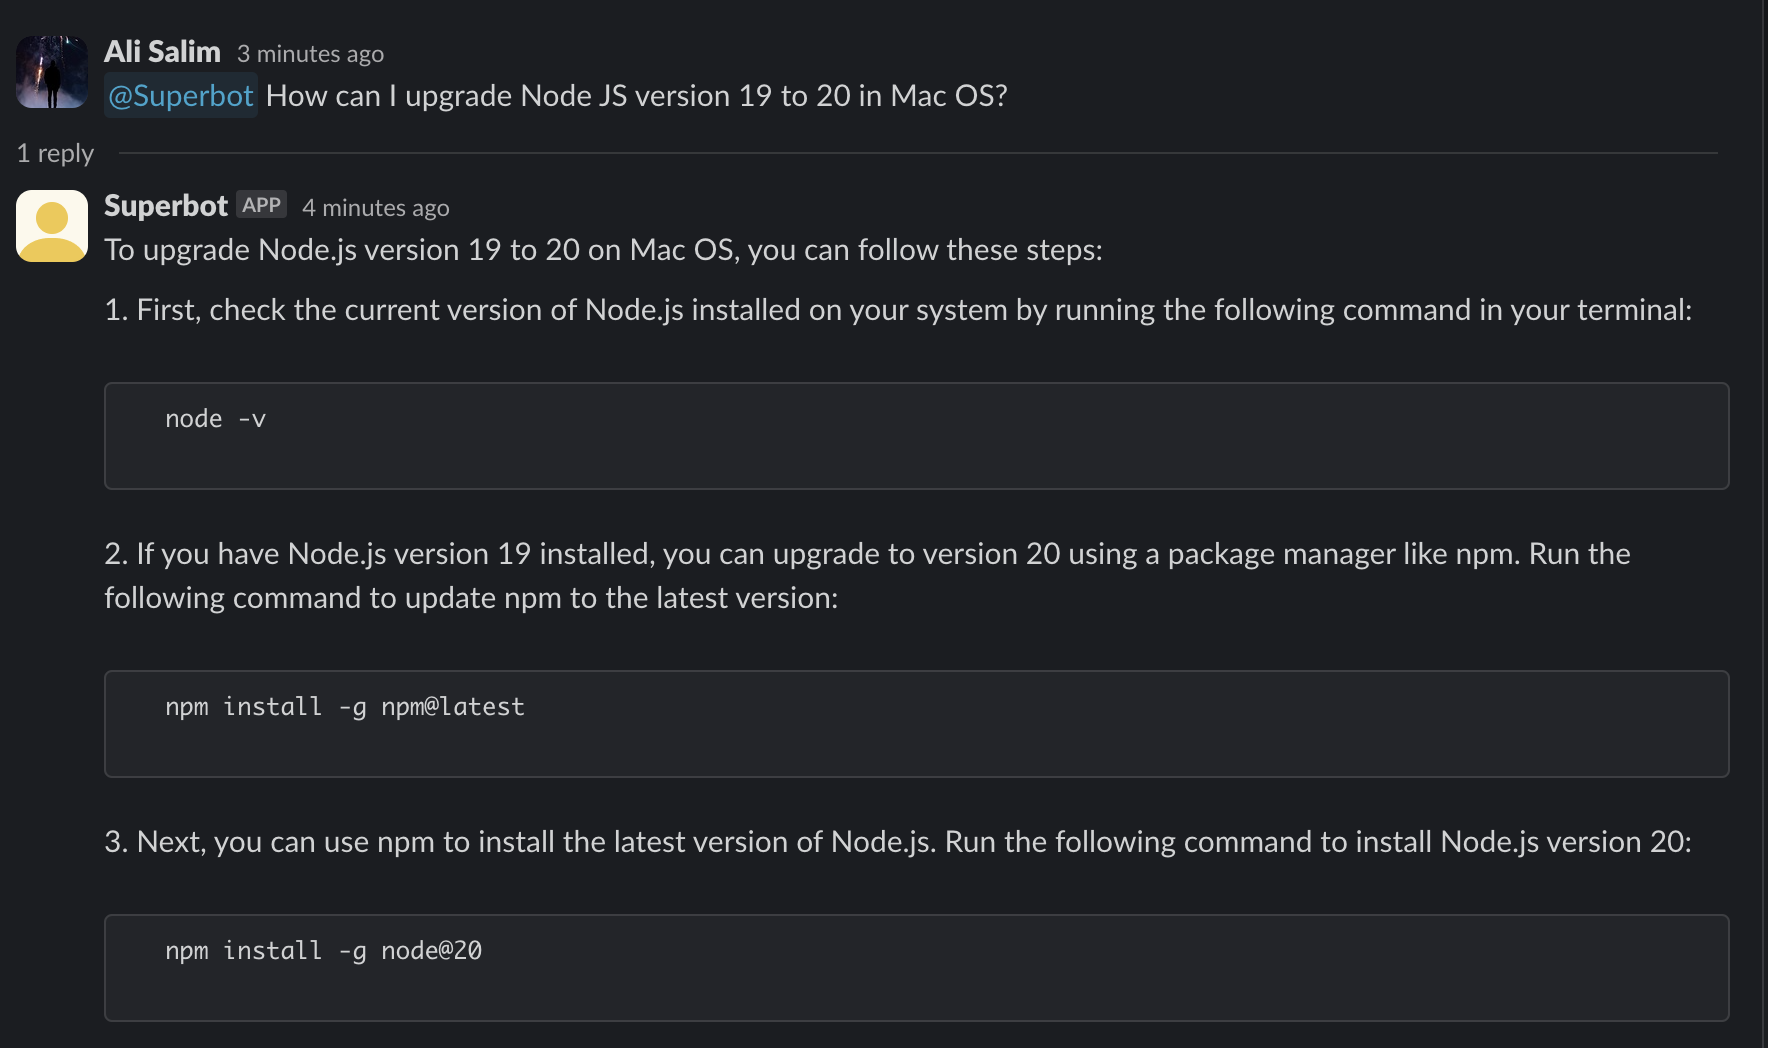 Ali Salim 3 minutes ago
@Superbot How can I upgrade Node JS version 19 to 20 in Mac OS?
1 reply
Superbot APP 4 minutes ago
To upgrade Node.js version 19 to 20 on Mac OS, you can follow these steps:
1. First, check the current version of Node.js installed on your system by running the following command in your terminal:
node -v
2. If you have Node.js version 19 installed, you can upgrade to version 20 using a package manager like npm. Run the
following command to update npm to the latest version:
npm install -g npm@latest
3. Next, you can use npm to install the latest version of Node.js. Run the following command to install Node.js version 20:
npm install -g node@20